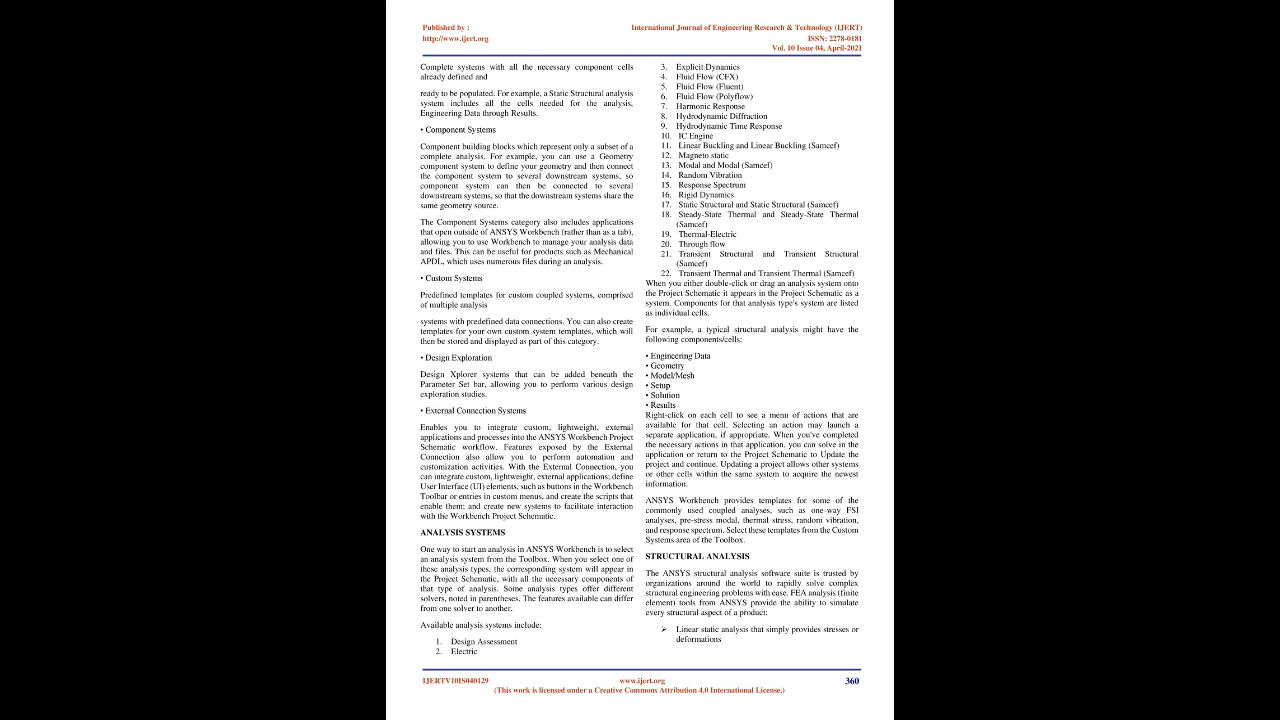 Published by :
http://www.ijert.org
International Journal of Engineering Research & Technology (IJERT)
ISSN: 2278-0181
Vol. 10 Issue 04, April-2021
Complete systems with all the necessary component cells
already defined and
ready to be populated. For example, a Static Structural analysis
system includes all the cells needed for the analysis,
Engineering Data through Results.
• Component Systems
Component building blocks which represent only a subset of a
complete analysis. For example, you can use a Geometry
component system to define your geometry and then connect
the component system to several downstream systems, so
component system can then be connected to several
downstream systems, so that the downstream systems share the
same geometry source.
The Component Systems category also includes applications
that open outside of ANSYS Workbench (rather than as a tab),
allowing you to use Workbench to manage your analysis data
and files. This can be useful for products such as Mechanical
APDL, which uses numerous files during an analysis.
• Custom Systems
Predefined templates for custom coupled systems, comprised
of multiple analysis
systems with predefined data connections. You can also create
templates for your own custom system templates, which will
then be stored and displayed as part of this category.
• Design Exploration
Design Xplorer systems that can be added beneath the
Parameter Set bar, allowing you to perform various design
exploration studies.
• External Connection Systems
Enables you to integrate custom, lightweight, external
applications and processes into the ANSYS Workbench Project
Schematic workflow. Features exposed by the External
Connection also allow you to perform automation and
customization activities. With the External Connection, you
can integrate custom, lightweight, external applications; define
User Interface (UI) elements, such as buttons in the Workbench
Toolbar or entries in custom menus, and create the scripts that
enable them; and create new systems to facilitate interaction
with the Workbench Project Schematic.
ANALYSIS SYSTEMS
One way to start an analysis in ANSYS Workbench is to select
an analysis system from the Toolbox. When you select one of
these analysis types, the corresponding system will appear in
the Project Schematic, with all the necessary components of
that type of analysis. Some analysis types offer different
solvers, noted in parentheses. The features available can differ
from one solver to another.
Available analysis systems include:
1. Design Assessment
2. Electric
3. Explicit Dynamics
4. Fluid Flow (CFX)
5. Fluid Flow (Fluent)
6. Fluid Flow (Polyflow)
7. Harmonic Response
8. Hydrodynamic Diffraction
9. Hydrodynamic Time Response
10. IC Engine
11. Linear Buckling and Linear Buckling (Samcef)
12. Magneto static
13. Modal and Modal (Samcef)
14. Random Vibration
15. Response Spectrum
16. Rigid Dynamics
17. Static Structural and Static Structural (Samcef)
18. Steady-State Thermal and Steady-State Thermal
(Samcef)
19. Thermal-Electric
20. Through flow
21. Transient Structural and Transient Structural
(Samcef)
22. Transient Thermal and Transient Thermal (Samcef)
When you either double-click or drag an analysis system onto
the Project Schematic it appears in the Project Schematic as a
system. Components for that analysis type's system are listed
as individual cells.
For example, a typical structural analysis might have the
following components/cells:
• Engineering Data
• Geometry
• Model/Mesh
• Setup
• Solution
• Results
Right-click on each cell to see a menu of actions that are
available for that cell. Selecting an action may launch a
separate application, if appropriate. When you've completed
the necessary actions in that application, you can solve in the
application or return to the Project Schematic to Update the
project and continue. Updating a project allows other systems
or other cells within the same system to acquire the newest
information.
ANSYS Workbench provides templates for some of the
commonly used coupled analyses, such as one-way FSI
analyses, pre-stress modal, thermal stress, random vibration,
and response spectrum. Select these templates from the Custom
Systems area of the Toolbox.
STRUCTURAL ANALYSIS
The ANSYS structural analysis software suite is trusted by
organizations around the world to rapidly solve complex
structural engineering problems with ease. FEA analysis (finite
element) tools from ANSYS provide the ability to simulate
every structural aspect of a product:
➢ Linear static analysis that simply provides stresses or
deformations
IJERTV10IS040129
www.ijert.org
360
(This work is licensed under a Creative Commons Attribution 4.0 International License.)